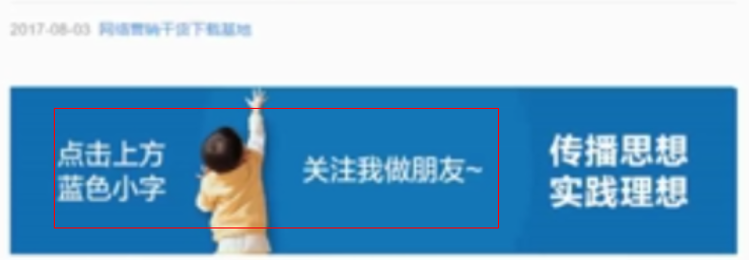 2017-08-03 网络营销干货下载基地
点击上方
蓝色小字
关注我做朋友~
传播思想
实践理想